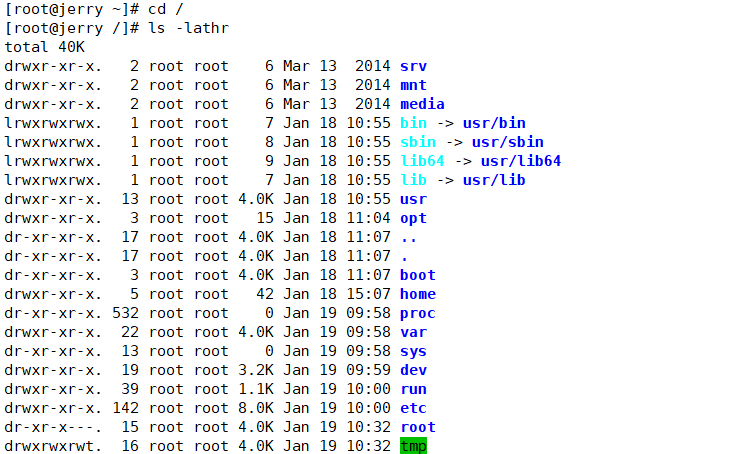 [root@jerry ~]# cd /
[root@jerry /]# ls -lathr
total 40K
drwxr-xr-x.   2 root root    6 Mar 13  2014 srv
drwxr-xr-x.   2 root root    6 Mar 13  2014 mnt
drwxr-xr-x.   2 root root    6 Mar 13  2014 media
lrwxrwxrwx.   1 root root    7 Jan 18 10:55 bin -> usr/bin
lrwxrwxrwx.   1 root root    8 Jan 18 10:55 sbin -> usr/sbin
lrwxrwxrwx.   1 root root    9 Jan 18 10:55 lib64 -> usr/lib64
lrwxrwxrwx.   1 root root    7 Jan 18 10:55 lib -> usr/lib
drwxr-xr-x.  13 root root 4.0K Jan 18 10:55 usr
drwxr-xr-x.   3 root root   15 Jan 18 11:04 opt
dr-xr-xr-x.  17 root root 4.0K Jan 18 11:07 ..
dr-xr-xr-x.  17 root root 4.0K Jan 18 11:07 .
dr-xr-xr-x.   3 root root 4.0K Jan 18 11:07 boot
drwxr-xr-x.   5 root root   42 Jan 18 15:07 home
dr-xr-xr-x. 532 root root    0 Jan 19 09:58 proc
drwxr-xr-x.  22 root root 4.0K Jan 19 09:58 var
dr-xr-xr-x.  13 root root    0 Jan 19 09:58 sys
drwxr-xr-x.  19 root root 3.2K Jan 19 09:59 dev
drwxr-xr-x.  39 root root 1.1K Jan 19 10:00 run
drwxr-xr-x. 142 root root 8.0K Jan 19 10:00 etc
dr-xr-x---.  15 root root 4.0K Jan 19 10:32 root
drwxrwxrwt.  16 root root 4.0K Jan 19 10:32 tmp